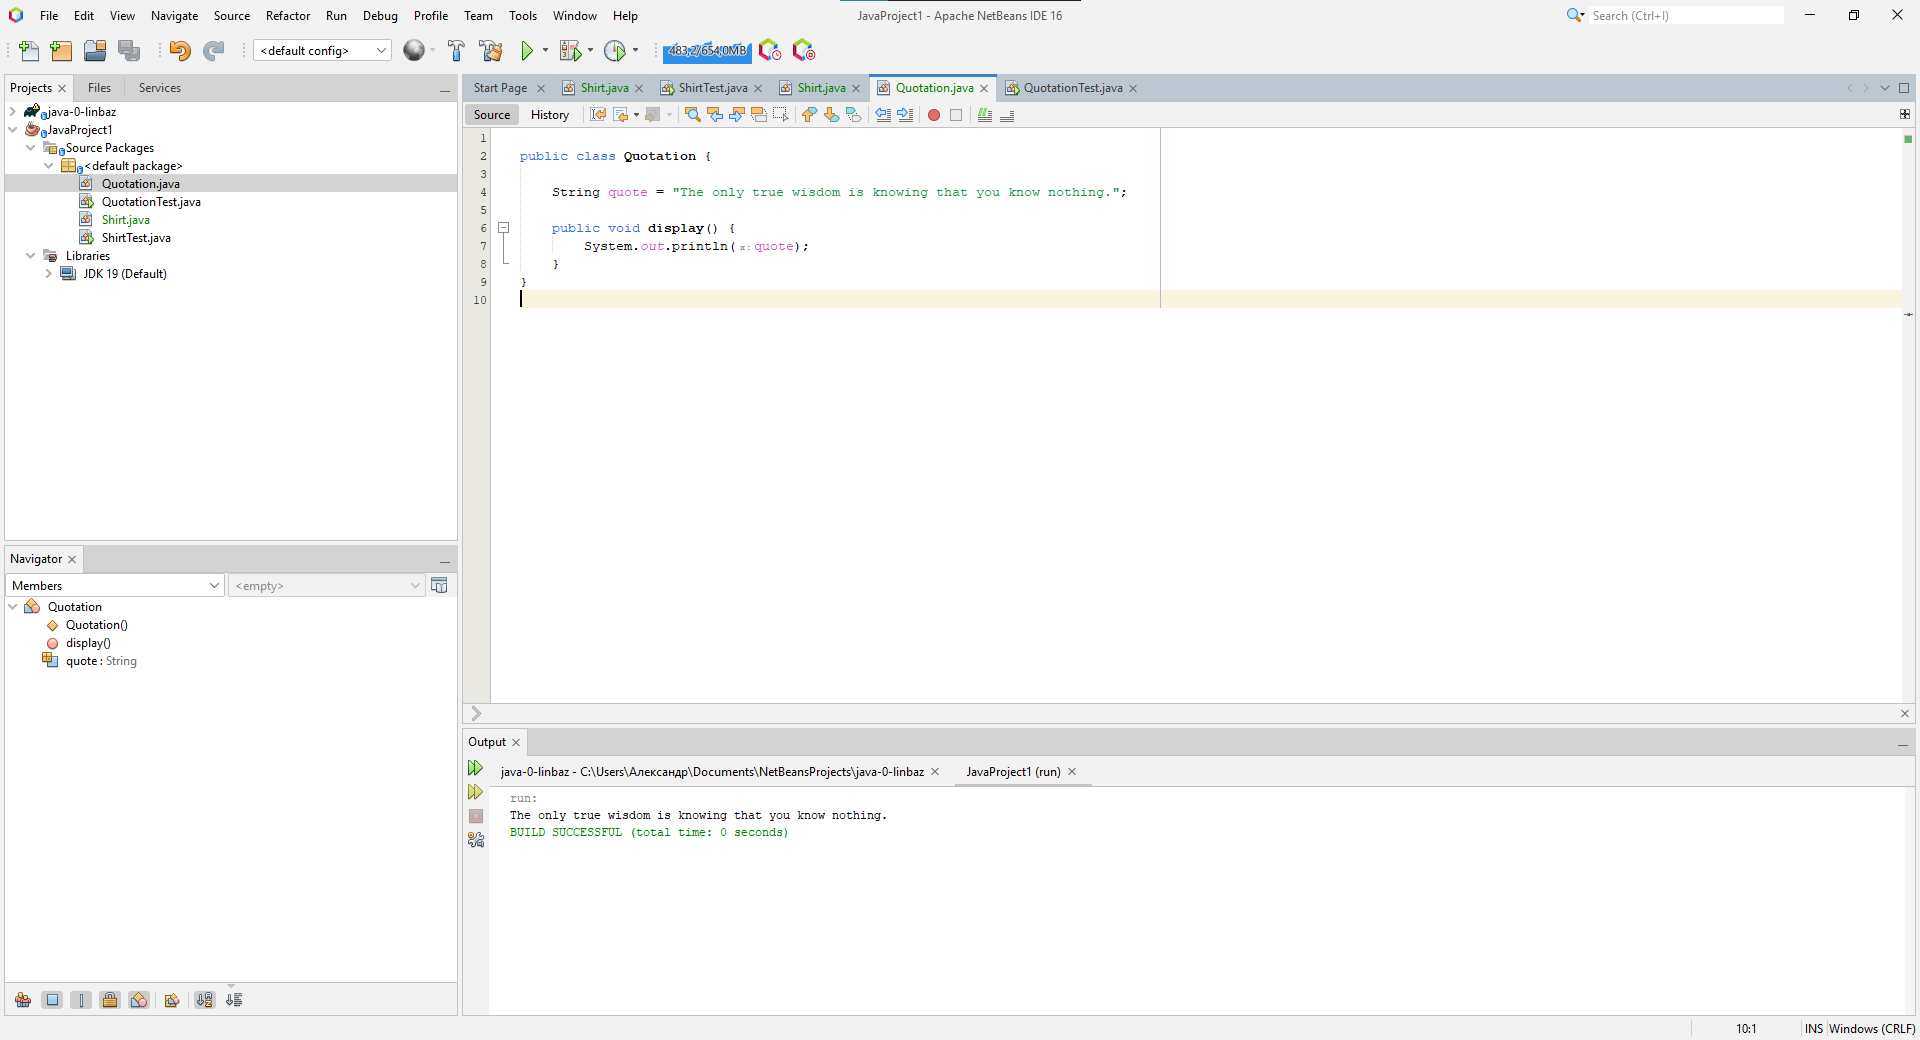 File Edit View Navigate Source Refactor Run Debug Profile Team Tools Window Help
JavaProject1 - Apache NetBeans IDE 16
Search (Ctrl+I)
<default config>
483,2/654,0MB
Projects
Files
Services
java-0-linbaz
JavaProject1
Source Packages
<default package>
Quotation.java
QuotationTest.java
Shirt.java
ShirtTest.java
Libraries
JDK 19 (Default)
Navigator
Members
<empty>
Quotation
Quotation()
display()
quote : String
Start Page Shirt.java ShirtTest.java Shirt.java Quotation.java QuotationTest.java
Source History
1
2 public class Quotation {
3
4 String quote = "The only true wisdom is knowing that you know nothing.";
5
6 public void display() {
7 System.out.println(x:quote);
8 }
9 }
10
Output
java-0-linbaz - C:\Users\Александр\Documents\NetBeansProjects\java-0-linbaz
JavaProject1 (run)
run:
The only true wisdom is knowing that you know nothing.
BUILD SUCCESSFUL (total time: 0 seconds)
10:1 INS Windows (CRLF)